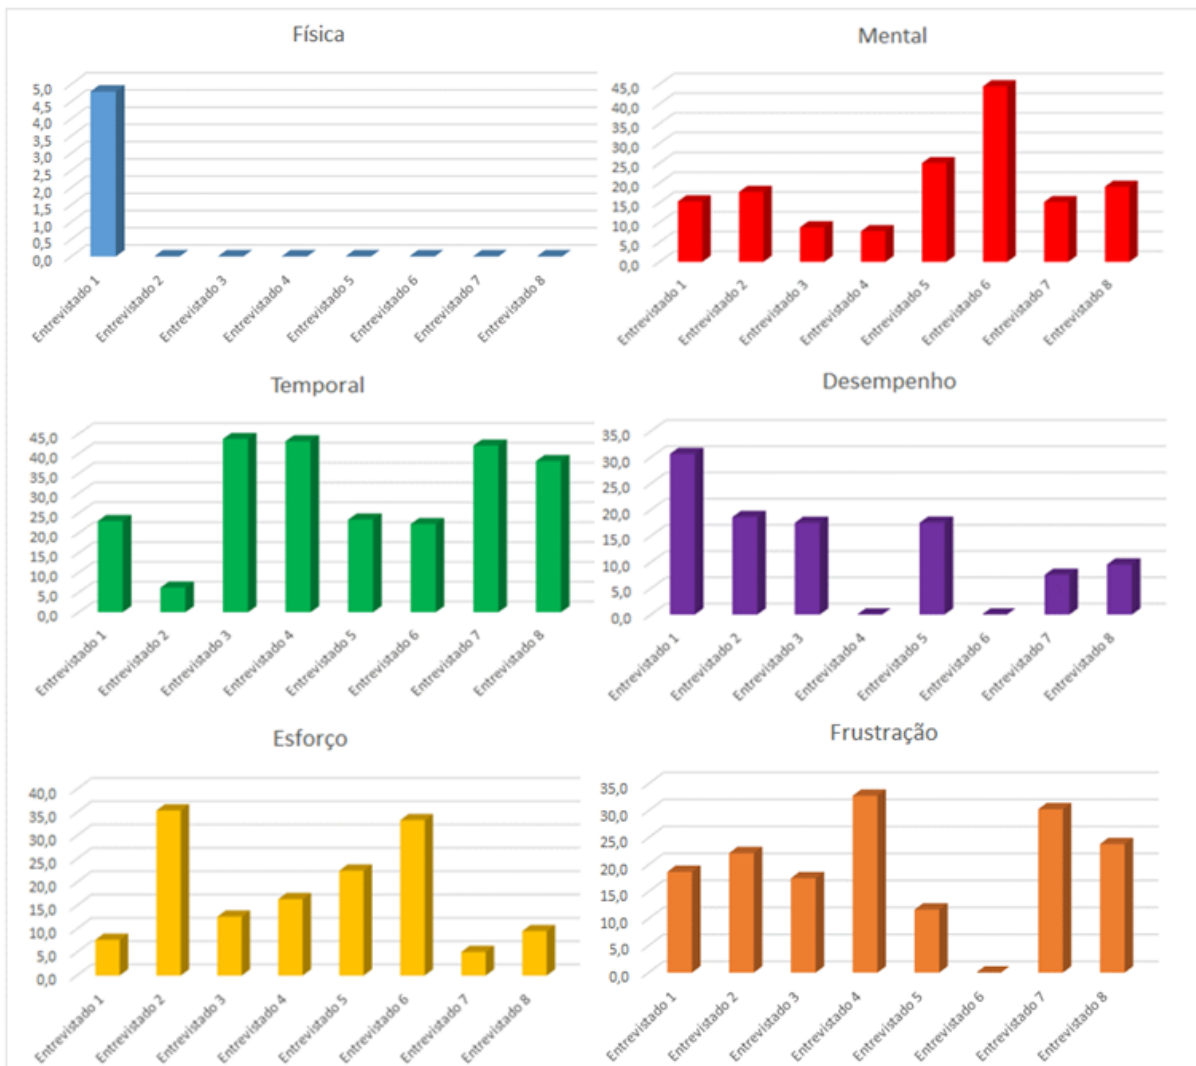 Física
5,0
4,5
4,0
3,5
3,0
2,5
2,0
1,5
1,0
0,5
0,0
Entrevistado 1
Entrevistado 2
Entrevistado 3
Entrevistado 4
Entrevistado 5
Entrevistado 6
Entrevistado 7
Entrevistado 8
Mental
45,0
40,0
35,0
30,0
25,0
20,0
15,0
10,0
5,0
0,0
Entrevistado 1
Entrevistado 2
Entrevistado 3
Entrevistado 4
Entrevistado 5
Entrevistado 6
Entrevistado 7
Entrevistado 8
Temporal
45,0
40,0
35,0
30,0
25,0
20,0
15,0
10,0
5,0
0,0
Entrevistado 1
Entrevistado 2
Entrevistado 3
Entrevistado 4
Entrevistado 5
Entrevistado 6
Entrevistado 7
Entrevistado 8
Desempenho
35,0
30,0
25,0
20,0
15,0
10,0
5,0
0,0
Entrevistado 1
Entrevistado 2
Entrevistado 3
Entrevistado 4
Entrevistado 5
Entrevistado 6
Entrevistado 7
Entrevistado 8
Esforço
40,0
35,0
30,0
25,0
20,0
15,0
10,0
5,0
0,0
Entrevistado 1
Entrevistado 2
Entrevistado 3
Entrevistado 4
Entrevistado 5
Entrevistado 6
Entrevistado 7
Entrevistado 8
Frustração
35,0
30,0
25,0
20,0
15,0
10,0
5,0
0,0
Entrevistado 1
Entrevistado 2
Entrevistado 3
Entrevistado 4
Entrevistado 5
Entrevistado 6
Entrevistado 7
Entrevistado 8